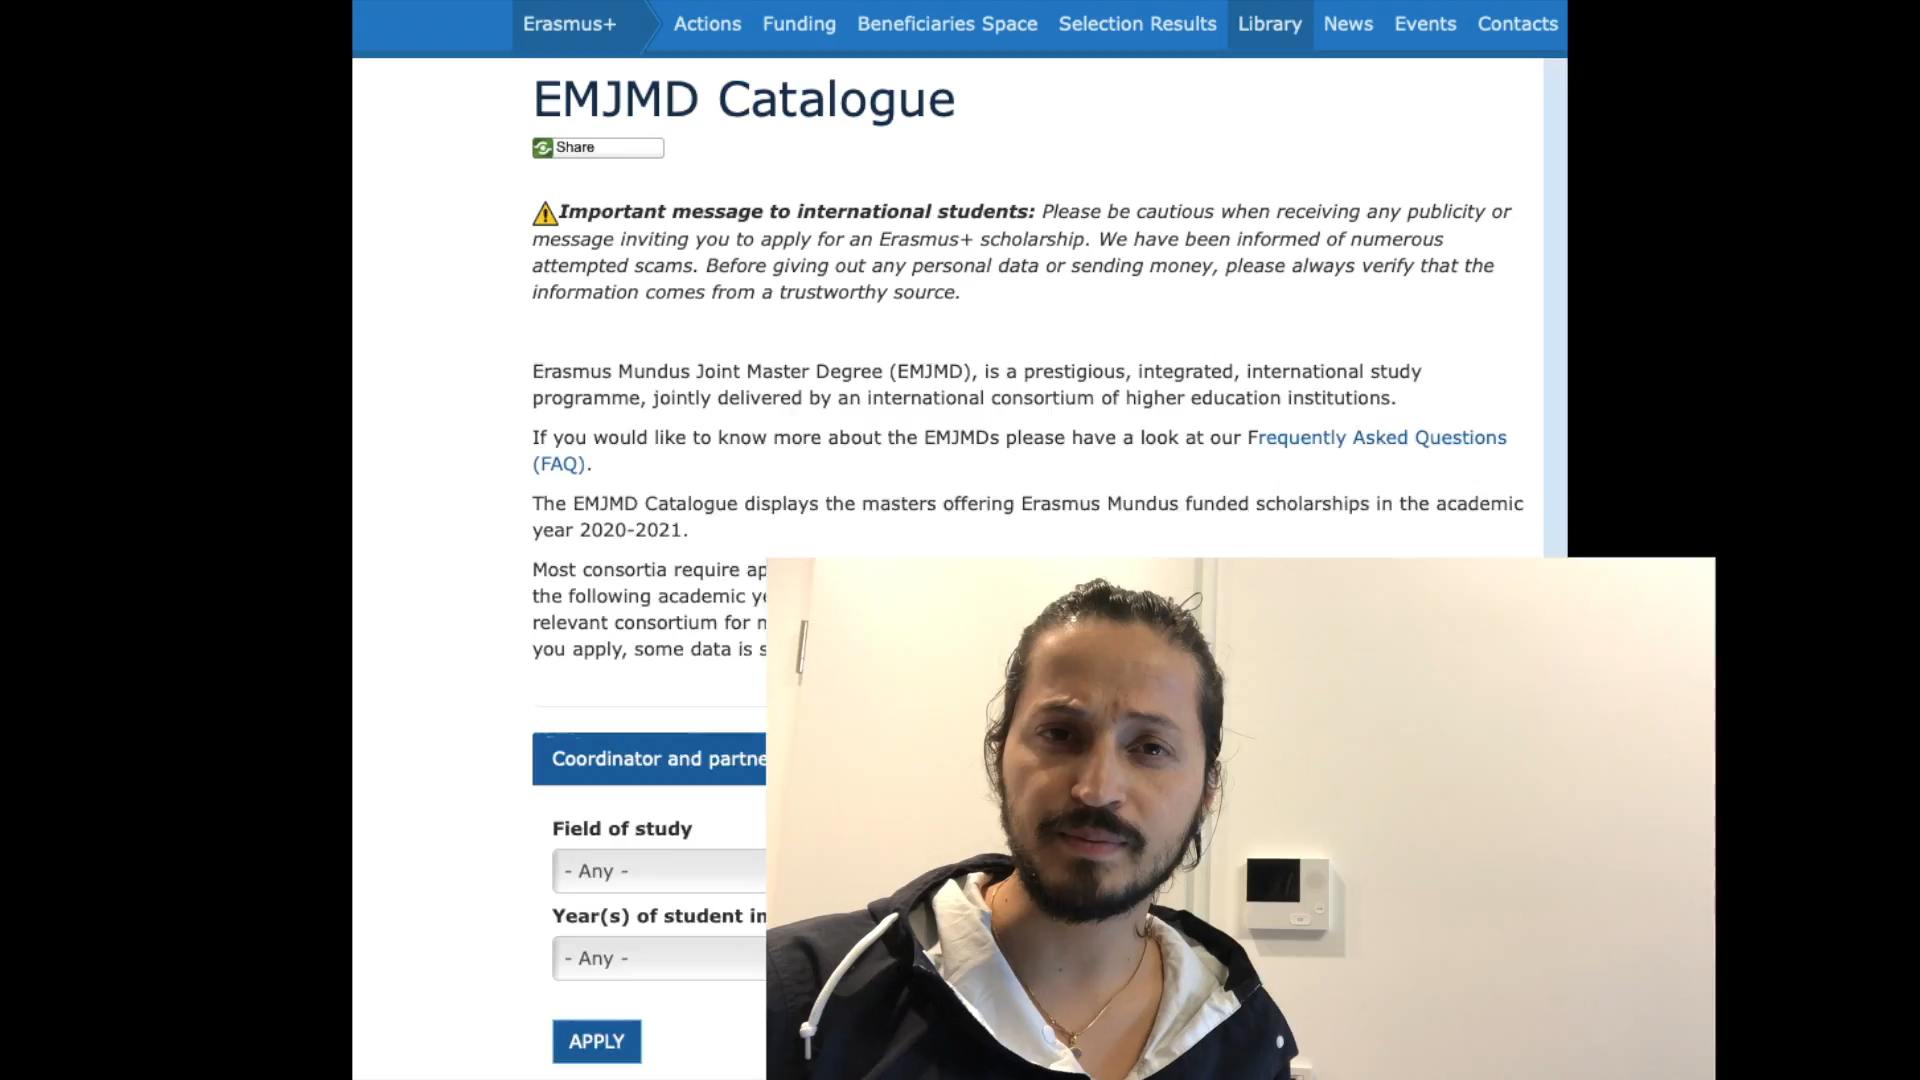 Erasmus+ Actions Funding Beneficiaries Space Selection Results Library News Events Contacts
EMJMD Catalogue
Share
Important message to international students: Please be cautious when receiving any publicity or
message inviting you to apply for an Erasmus+ scholarship. We have been informed of numerous
attempted scams. Before giving out any personal data or sending money, please always verify that the
information comes from a trustworthy source.
Erasmus Mundus Joint Master Degree (EMJMD), is a prestigious, integrated, international study
programme, jointly delivered by an international consortium of higher education institutions.
If you would like to know more about the EMJMDs please have a look at our Frequently Asked Questions
(FAQ).
The EMJMD Catalogue displays the masters offering Erasmus Mundus funded scholarships in the academic
year 2020-2021.
Most consortia require
the following academic
relevant consortium for
you apply, some data is
Coordinator and
Field of study
- Any -
Year(s) of student
- Any -
APPLY